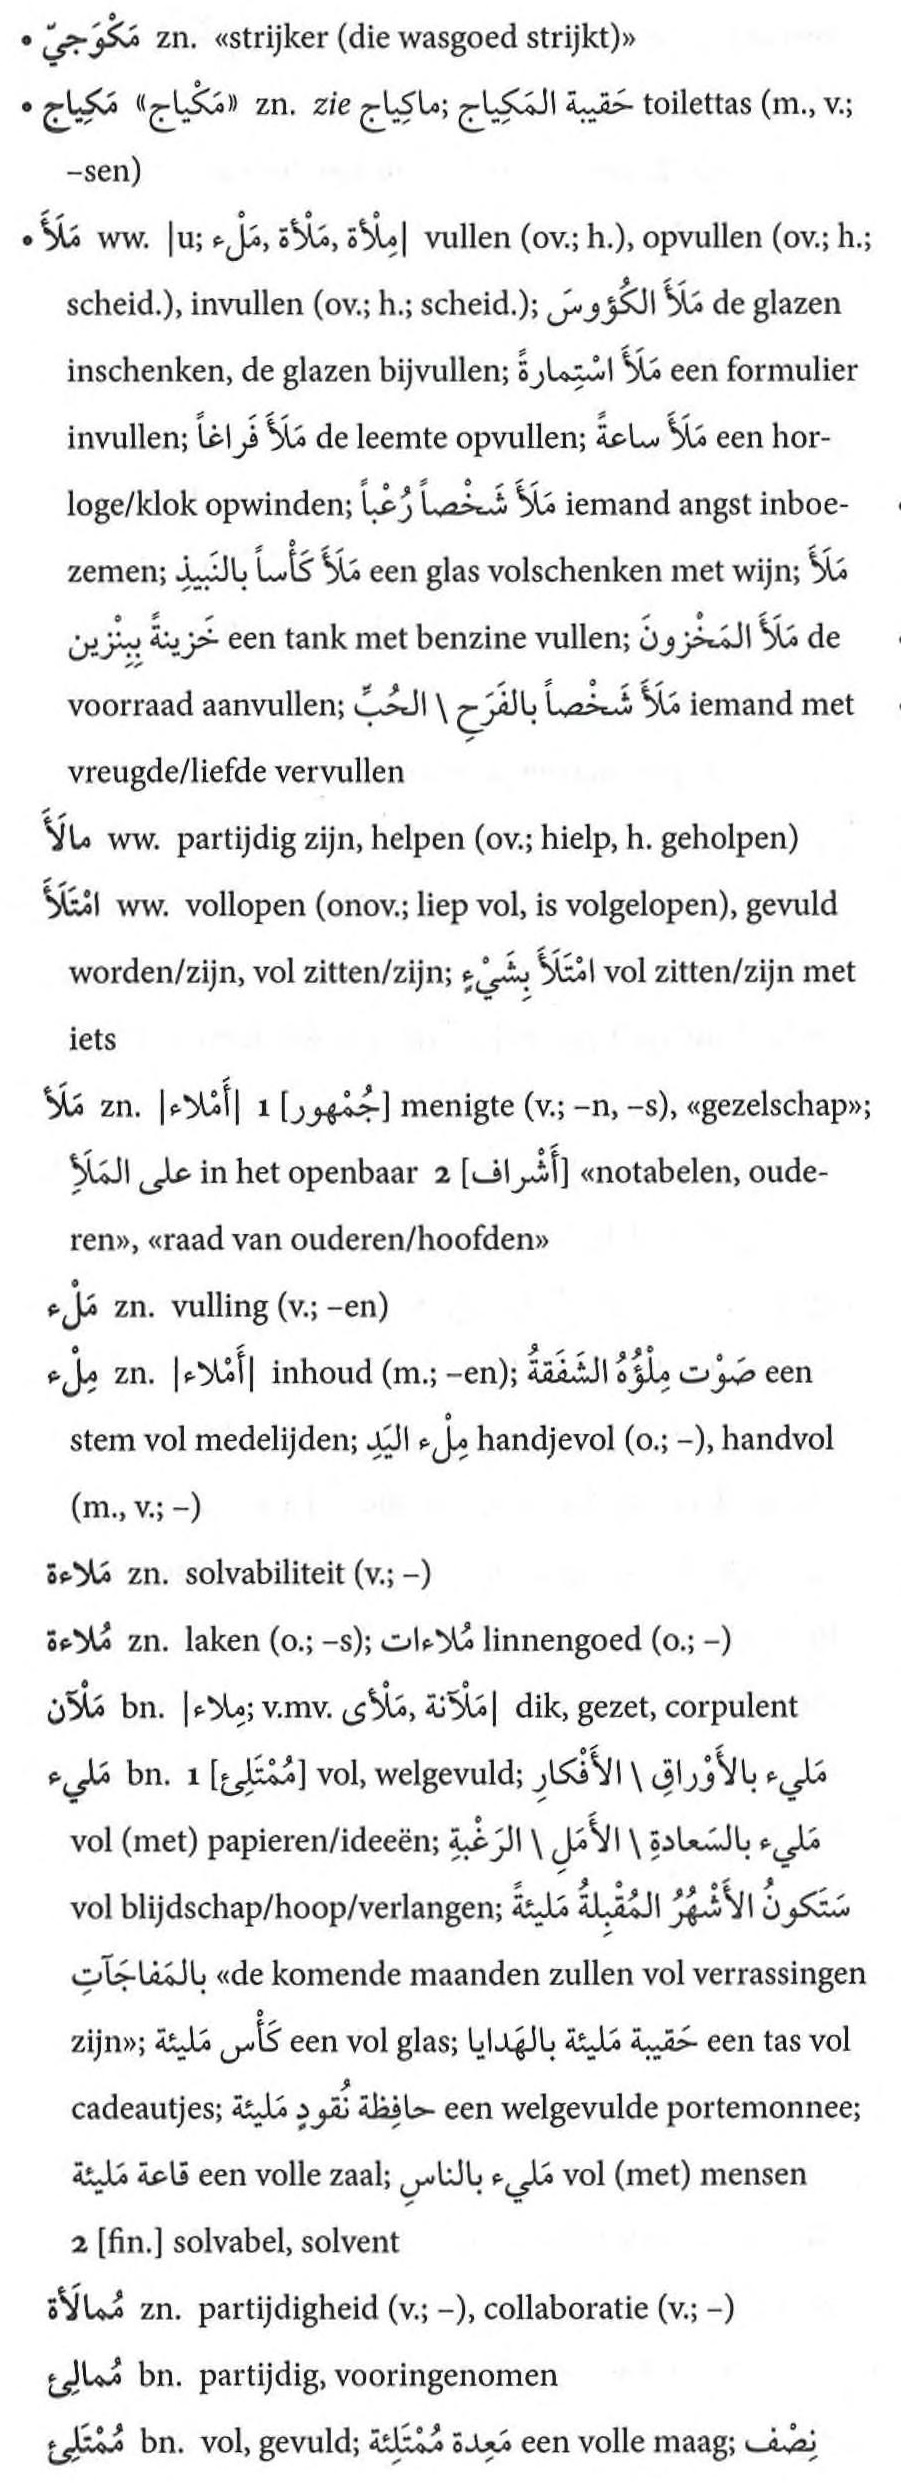 • مَكْوَجيّ zn. «strijker (die wasgoed strijkt)»
• مَكِياج «مَكْياج» zn. zie ماكِياج; حَقيبة المَكِياج toilettas (m., v.;
–sen)
• مَلَأَ ww. |u; مَلْء, مَلْأة, مِلْأة| vullen (ov.; h.), opvullen (ov.; h.;
scheid.), invullen (ov.; h.; scheid.); مَلَأَ الكُؤوسَ de glazen
inschenken, de glazen bijvullen; مَلَأَ اسْتِمارةً een formulier
invullen; مَلَأَ فَراغاً de leemte opvullen; مَلَأَ ساعةً een hor-
loge/klok opwinden; مَلَأَ شَخْصاً رُعْباً iemand angst inboe-
zemen; مَلَأَ كَأْساً بالنَبيذِ een glas volschenken met wijn; مَلَأَ
خَزينةً بِبِنْزين een tank met benzine vullen; مَلَأَ المَخْزونَ de
voorraad aanvullen; مَلَأَ شَخْصاً بالفَرَحِ \ الحُبِّ iemand met
vreugde/liefde vervullen
مالَأَ ww. partijdig zijn, helpen (ov.; hielp, h. geholpen)
امْتَلَأَ ww. vollopen (onov.; liep vol, is volgelopen), gevuld
worden/zijn, vol zitten/zijn; امْتَلَأَ بِشَيْءٍ vol zitten/zijn met
iets
مَلَأ zn. |أَمْلاء| 1 [جُمْهور] menigte (v.; –n, –s), «gezelschap»;
على المَلَأِ in het openbaar 2 [أَشْراف] «notabelen, oude-
ren», «raad van ouderen/hoofden»
مَلْء zn. vulling (v.; –en)
مِلْء zn. |أَمْلاء| inhoud (m.; –en); صَوْت مِلْؤُهُ الشَفَقةُ een
stem vol medelijden; مِلْء اليَدِ handjevol (o.; –), handvol
(m., v.; –)
مَلاءة zn. solvabiliteit (v.; –)
مُلاءة zn. laken (o.; –s); مُلاءات linnengoed (o.; –)
مَلْآن bn. |مِلاء; v.mv. مَلْأى, مَلْآنة| dik, gezet, corpulent
مَليء bn. 1 [مُمْتَلِئ] vol, welgevuld; مَليء بالأَوْراقِ \ الأَفْكارِ
vol (met) papieren/ideeën; مَليء بالسَعادةِ \ الأَمَلِ \ الرَغْبةِ
vol blijdschap/hoop/verlangen; سَتَكونُ الأَشْهُرُ المُقْبِلةُ مَليئةً
بالمَفاجَآتِ «de komende maanden zullen vol verrassingen
zijn»; كَأْس مَليئة een vol glas; حَقيبة مَليئة بالهَدايا een tas vol
cadeautjes; حافِظة نُقودٍ مَليئة een welgevulde portemonnee;
قاعة مَليئة een volle zaal; مَليء بالناسِ vol (met) mensen
2 [fin.] solvabel, solvent
مُمالَأة zn. partijdigheid (v.; –), collaboratie (v.; –)
مُمالِئ bn. partijdig, vooringenomen
مُمْتَلِئ bn. vol, gevuld; مَعِدة مُمْتَلِئة een volle maag; نِصْف